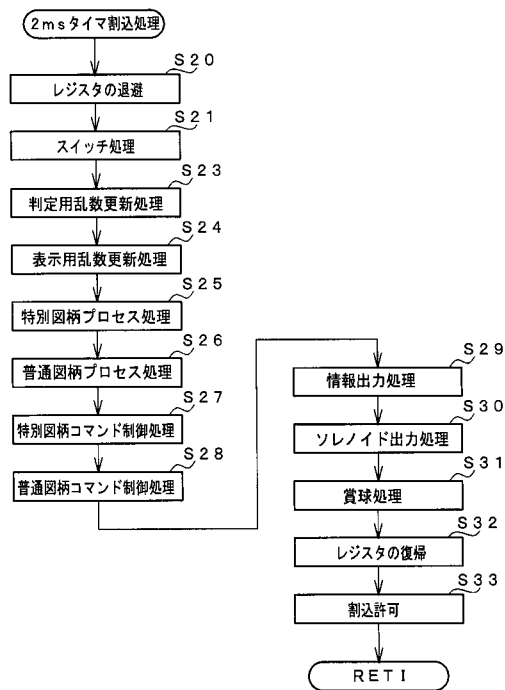 ２ｍｓタイマ割込処理
Ｓ２０
レジスタの退避
Ｓ２１
スイッチ処理
Ｓ２３
判定用乱数更新処理
Ｓ２４
表示用乱数更新処理
Ｓ２５
特別図柄プロセス処理
Ｓ２６
普通図柄プロセス処理
Ｓ２７
特別図柄コマンド制御処理
Ｓ２８
普通図柄コマンド制御処理
Ｓ２９
情報出力処理
Ｓ３０
ソレノイド出力処理
Ｓ３１
賞球処理
Ｓ３２
レジスタの復帰
Ｓ３３
割込許可
ＲＥＴＩ